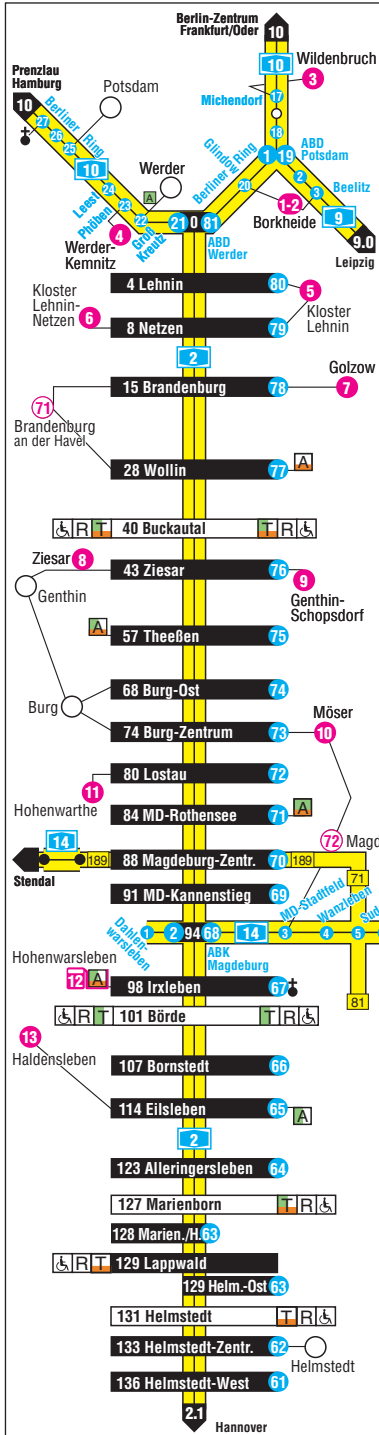 Berlin-Zentrum
Frankfurt/Oder
10
10
Wildenbruch
3
Michendorf
17
18
Prenzlau
Hamburg
10
Potsdam
27
26
25
Berliner Ring
10
24
23
22
Leest
Phöben
Groß
Kreutz
Werder
A
4
Werder-
Kemnitz
Glindow
Berliner Ring
20
1
19
ABD
Potsdam
2
3
Beelitz
1-2
Borkheide
9
9.0
Leipzig
21
0
81
ABD
Werder
4 Lehnin
80
5
Kloster
Lehnin
Kloster
Lehnin-
Netzen
6
8 Netzen
79
2
15 Brandenburg
78
Golzow
7
71
Brandenburg
an der Havel
28 Wollin
77
A
R T
40 Buckautal
T R
Ziesar 8
43 Ziesar
76
9
Genthin-
Schopsdorf
Genthin
A
57 Theeßen
75
68 Burg-Ost
74
Burg
74 Burg-Zentrum
73
Möser
10
80 Lostau
72
11
Hohenwarthe
84 MD-Rothensee
71
A
14
Stendal
189
88 Magdeburg-Zentr.
70
189
72
Magd
71
91 MD-Kannenstieg
69
MD-Stadtfeld
Wanzleben
Sud
Dahlen-
warsleben
1
2
94
68
14
3
4
5
ABK
Magdeburg
81
Hohenwarsleben
12
A
98 Irxleben
67
R T
101 Börde
T R
13
Haldensleben
107 Bornstedt
66
114 Eilsleben
65
A
2
123 Alleringersleben
64
127 Marienborn
T R
128 Marien./H.
63
R T
129 Lappwald
129 Helm.-Ost
63
131 Helmstedt
T R
133 Helmstedt-Zentr.
62
Helmstedt
136 Helmstedt-West
61
2.1
Hannover